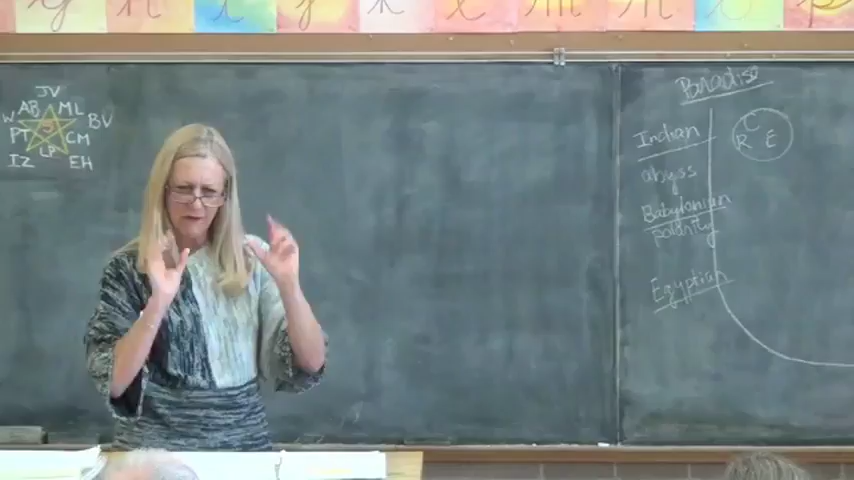 JV
AB ML
W BV
PT CM
LP
IZ EH
Paradise
C
R E
Indian
abyss
Babylonian
polarity
Egyptian